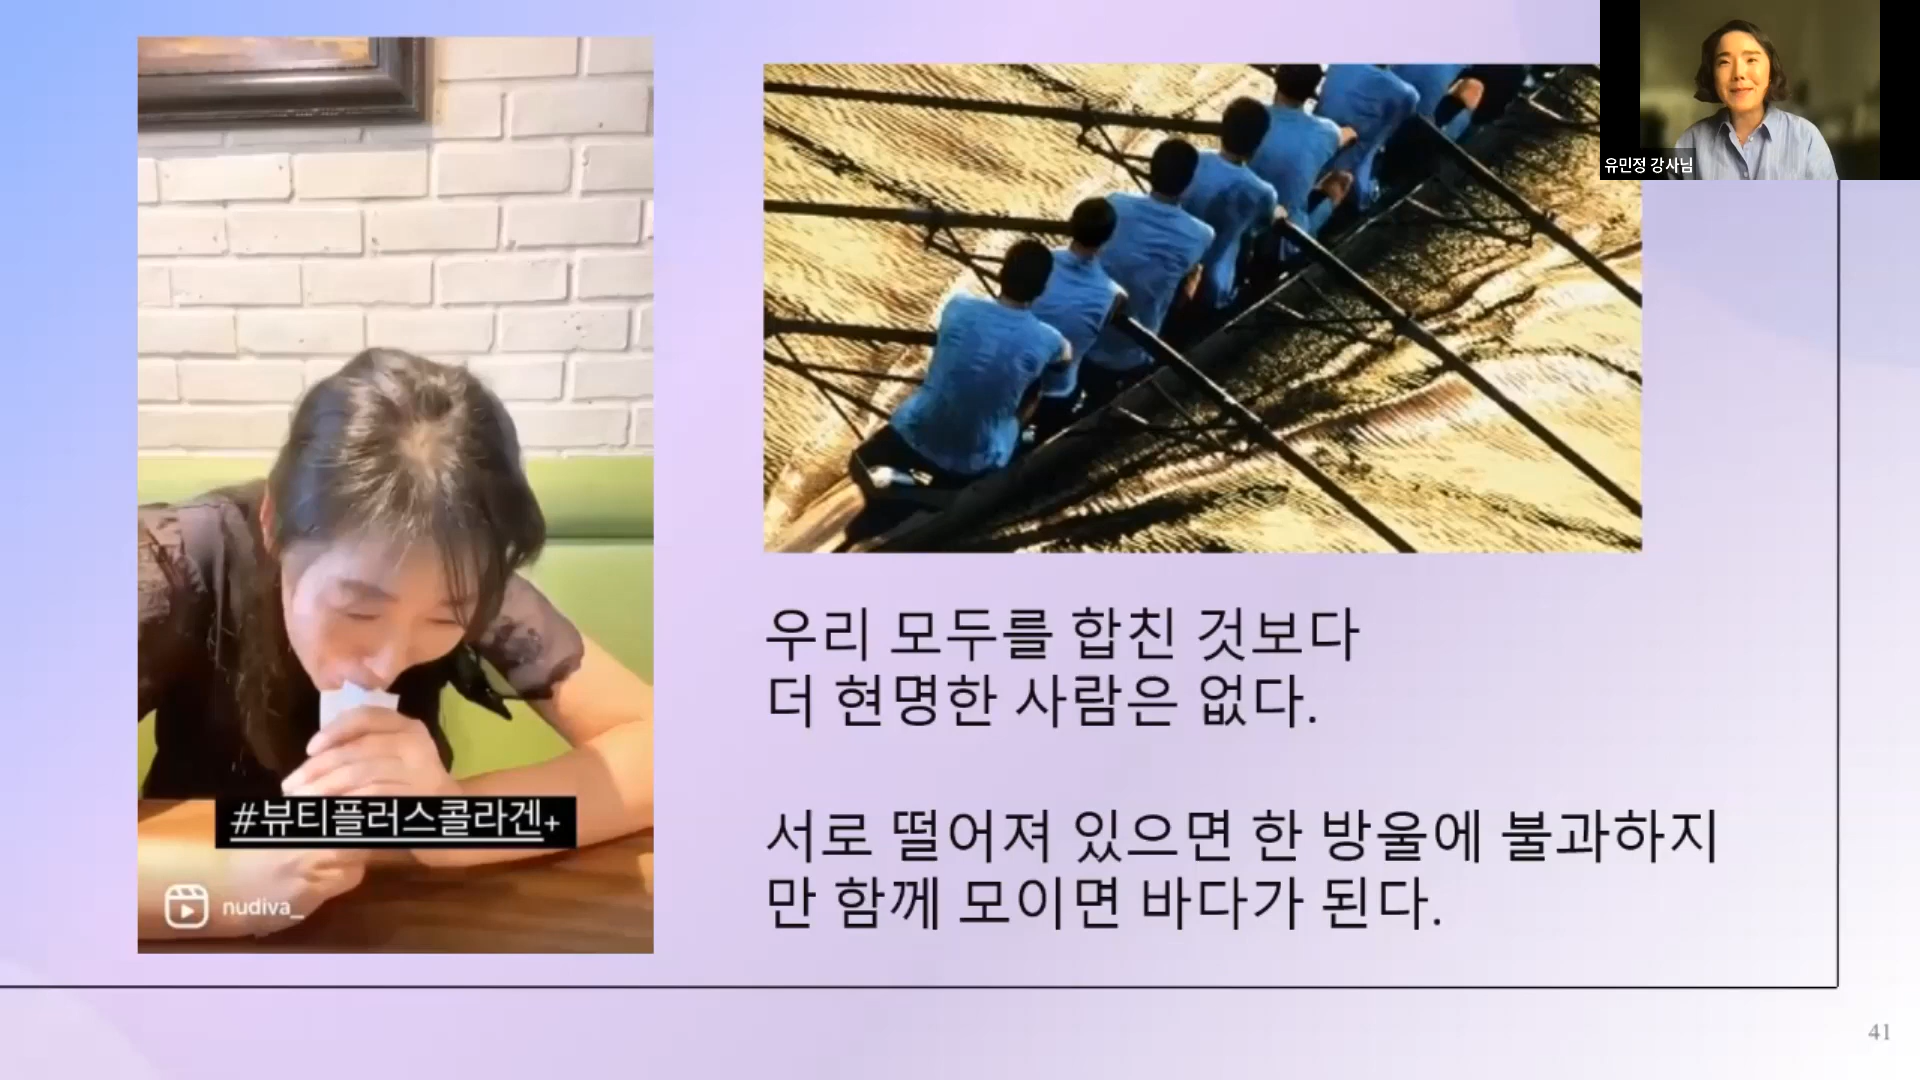 유민정 강사님
우리 모두를 합친 것보다
더 현명한 사람은 없다.
서로 떨어져 있으면 한 방울에 불과하지
만 함께 모이면 바다가 된다.
#뷰티플러스콜라겐+
nudiva_
41